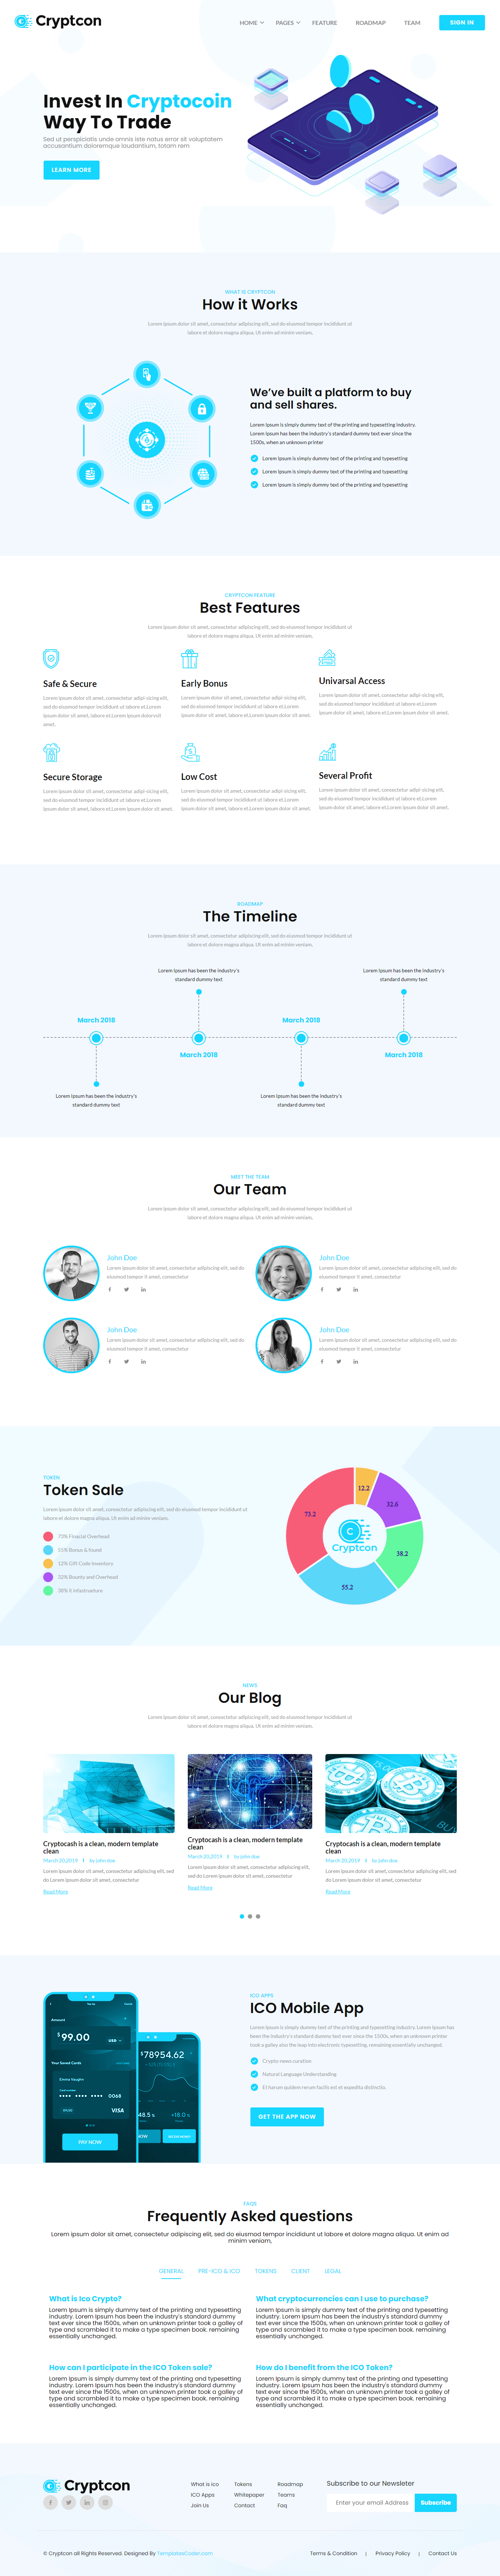 Cryptcon
HOME PAGES FEATURE ROADMAP TEAM SIGN IN
Invest In Cryptocoin
Way To Trade
Sed ut perspiciatis unde omnis iste natus error sit voluptatem
accusantium doloremque laudantium, totam rem
LEARN MORE
WHAT IS CRYPTCON
How it Works
Lorem ipsum dolor sit amet, consectetur adipiscing elit, sed do eiusmod tempor incididunt ut
labore et dolore magna aliqua. Ut enim ad minim veniam.
We've built a platform to buy
and sell shares.
Lorem Ipsum is simply dummy text of the printing and typesetting industry.
Lorem Ipsum has been the industry's standard dummy text ever since the
1500s, when an unknown printer
Lorem Ipsum is simply dummy text of the printing and typesetting
Lorem Ipsum is simply dummy text of the printing and typesetting
Lorem Ipsum is simply dummy text of the printing and typesetting
CRYPTCON FEATURE
Best Features
Lorem ipsum dolor sit amet, consectetur adipiscing elit, sed do eiusmod tempor incididunt ut
labore et dolore magna aliqua. Ut enim ad minim veniam.
Safe & Secure
Lorem ipsum dolor sit amet, consectetur adipi-sicing elit,
sed do eiusmod tempor incididunt ut labore et.Lorem
ipsum dolor sit amet, labore et.Lorem ipsum dolorsit
amet.
Early Bonus
Lorem ipsum dolor sit amet, consectetur adipi-sicing elit,
sed do eiusmod tempor incididunt ut labore et.Lorem
ipsum dolor sit amet, labore et.Lorem ipsum dolor sit amet.
Univarsal Access
Lorem ipsum dolor sit amet, consectetur adipi-sicing elit,
sed do eiusmod tempor incididunt ut labore et.Lorem
ipsum dolor sit amet, labore et.Lorem ipsum dolor sit amet.
Secure Storage
Lorem ipsum dolor sit amet, consectetur adipi-sicing elit,
sed do eiusmod tempor incididunt ut labore et.Lorem
ipsum dolor sit amet, labore et.Lorem ipsum dolor sit amet.
Low Cost
Lorem ipsum dolor sit amet, consectetur adipi-sicing elit,
sed do eiusmod tempor incididunt ut labore et.Lorem
ipsum dolor sit amet, labore et.Lorem ipsum dolor sit amet.
Several Profit
Lorem ipsum dolor sit amet, consectetur adipi-sicing elit,
sed do eiusmod tempor incididunt ut labore et.Lorem
ipsum dolor sit amet, labore et.Lorem ipsum dolor sit amet.
ROADMAP
The Timeline
Lorem ipsum dolor sit amet, consectetur adipiscing elit, sed do eiusmod tempor incididunt ut
labore et dolore magna aliqua. Ut enim ad minim veniam.
March 2018
Lorem Ipsum has been the industry's
standard dummy text
Lorem Ipsum has been the industry's
standard dummy text
March 2018
March 2018
Lorem Ipsum has been the industry's
standard dummy text
Lorem Ipsum has been the industry's
standard dummy text
March 2018
MEET THE TEAM
Our Team
Lorem ipsum dolor sit amet, consectetur adipiscing elit, sed do eiusmod tempor incididunt ut
labore et dolore magna aliqua. Ut enim ad minim veniam.
John Doe
Lorem ipsum dolor sit amet, consectetur adipiscing elit, sed do
eiusmod tempor il amet, consectetur
John Doe
Lorem ipsum dolor sit amet, consectetur adipiscing elit, sed do
eiusmod tempor il amet, consectetur
John Doe
Lorem ipsum dolor sit amet, consectetur adipiscing elit, sed do
eiusmod tempor il amet, consectetur
John Doe
Lorem ipsum dolor sit amet, consectetur adipiscing elit, sed do
eiusmod tempor il amet, consectetur
TOKEN
Token Sale
Lorem ipsum dolor sit amet, consectetur adipiscing elit, sed do eiusmod tempor incididunt ut
labore et dolore magna aliqua. Ut enim ad minim veniam.
73% Finacial Overhead
55% Bonus & found
12% Gift Code Inventory
32% Bounty and Overhead
38% It Infastructure
12.2
32.6
38.2
55.2
73.2
Cryptcon
NEWS
Our Blog
Lorem ipsum dolor sit amet, consectetur adipiscing elit, sed do eiusmod tempor incididunt ut
labore et dolore magna aliqua. Ut enim ad minim veniam.
Cryptocash is a clean, modern template
clean
March 20,2019 | by john doe
Lorem ipsum dolor sit amet, consectetur adipiscing elit, sed
do Lorem ipsum dolor sit amet, consectetur
Read More
Cryptocash is a clean, modern template
clean
March 20,2019 | by john doe
Lorem ipsum dolor sit amet, consectetur adipiscing elit,
sed do Lorem ipsum dolor sit amet, consectetur
Read More
Cryptocash is a clean, modern template
clean
March 20,2019 | by john doe
Lorem ipsum dolor sit amet, consectetur adipiscing elit, sed
do Lorem ipsum dolor sit amet, consectetur
Read More
Amount
$99.00
USD
Your Saved Cards
Emma Vaughn
0068
VISA
PAY NOW
$78954.62
48.5
+18.0
ICO APPS
ICO Mobile App
Lorem Ipsum is simply dummy text of the printing and typesetting industry. Lorem Ipsum has
been the industry's standard dummy text ever since the 1500s, when an unknown printer
took a galley also the leap into electronic typesetting, remaining essentially unchanged.
Crypto-news curation
Natural Language Understanding
Et harum quidem rerum facilis est et expedita distinctio.
GET THE APP NOW
FAQS
Frequently Asked questions
Lorem ipsum dolor sit amet, consectetur adipiscing elit, sed do eiusmod tempor incididunt ut labore et dolore magna aliqua. Ut enim ad
minim veniam,
GENERAL PRE-ICO & ICO TOKENS CLIENT LEGAL
What is Ico Crypto?
Lorem Ipsum is simply dummy text of the printing and typesetting
industry. Lorem Ipsum has been the industry's standard dummy
text ever since the 1500s, when an unknown printer took a galley of
type and scrambled it to make a type specimen book. remaining
essentially unchanged.
What cryptocurrencies can I use to purchase?
Lorem Ipsum is simply dummy text of the printing and typesetting
industry. Lorem Ipsum has been the industry's standard dummy
text ever since the 1500s, when an unknown printer took a galley of
type and scrambled it to make a type specimen book. remaining
essentially unchanged.
How can I participate in the ICO Token sale?
Lorem Ipsum is simply dummy text of the printing and typesetting
industry. Lorem Ipsum has been the industry's standard dummy
text ever since the 1500s, when an unknown printer took a galley of
type and scrambled it to make a type specimen book. remaining
essentially unchanged.
How do I benefit from the ICO Token?
Lorem Ipsum is simply dummy text of the printing and typesetting
industry. Lorem Ipsum has been the industry's standard dummy
text ever since the 1500s, when an unknown printer took a galley of
type and scrambled it to make a type specimen book. remaining
essentially unchanged.
Cryptcon
What is ico
ICO Apps
Join Us
Tokens
Whitepaper
Contact
Roadmap
Teams
Faq
Subscribe to our Newsleter
Enter your email Address Subscribe
© Cryptcon all Rights Reserved. Designed By TemplatesCoder.com
Terms & Condition | Privacy Policy | Contact Us